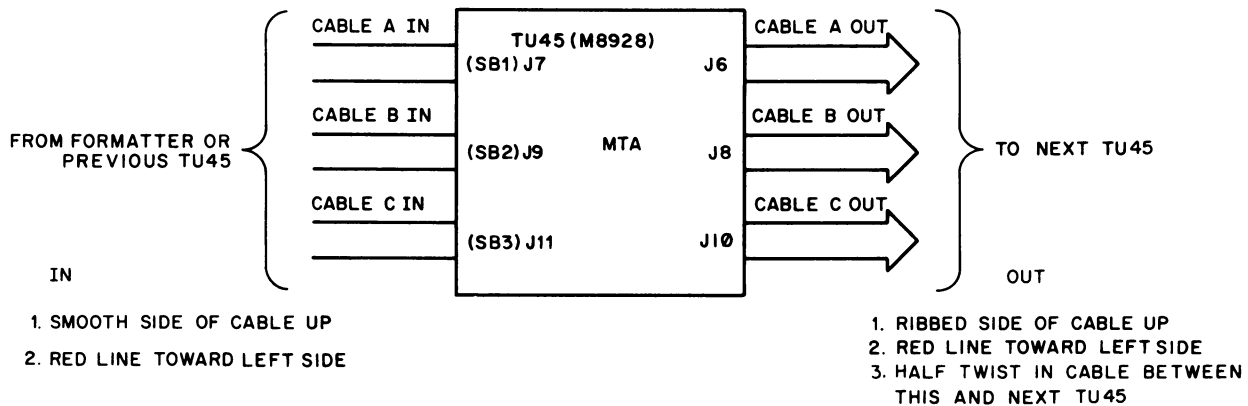 CABLE A IN
TU45 (M8928)
CABLE A OUT
(SB1) J7
J6
CABLE B IN
CABLE B OUT
FROM FORMATTER OR
PREVIOUS TU45
(SB2) J9
MTA
J8
TO NEXT TU45
CABLE C IN
CABLE C OUT
(SB3) J11
J10
IN
OUT
1. SMOOTH SIDE OF CABLE UP
2. RED LINE TOWARD LEFT SIDE
1. RIBBED SIDE OF CABLE UP
2. RED LINE TOWARD LEFT SIDE
3. HALF TWIST IN CABLE BETWEEN
THIS AND NEXT TU45